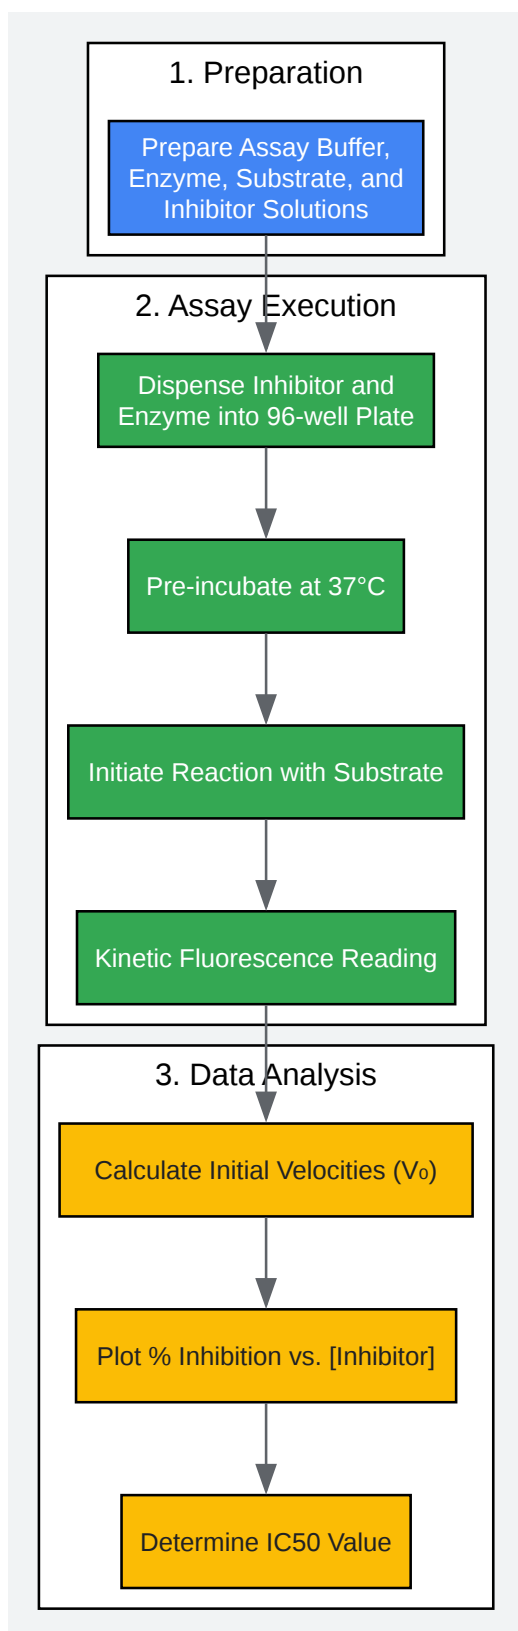 1. Preparation
Prepare Assay Buffer,
Enzyme, Substrate, and
Inhibitor Solutions
2. Assay Execution
Dispense Inhibitor and
Enzyme into 96-well Plate
Pre-incubate at 37°C
Initiate Reaction with Substrate
Kinetic Fluorescence Reading
3. Data Analysis
Calculate Initial Velocities (V₀)
Plot % Inhibition vs. [Inhibitor]
Determine IC50 Value